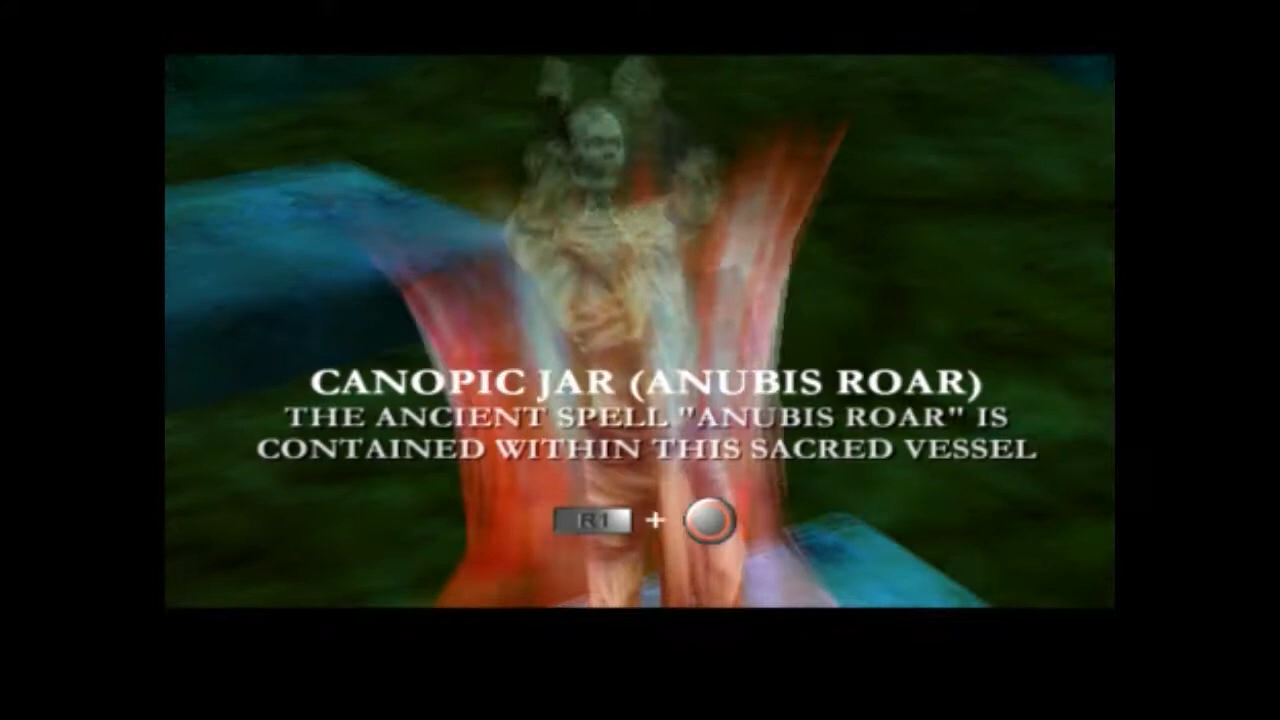 CANOPIC JAR (ANUBIS ROAR)
THE ANCIENT SPELL "ANUBIS ROAR" IS
CONTAINED WITHIN THIS SACRED VESSEL
R1 +